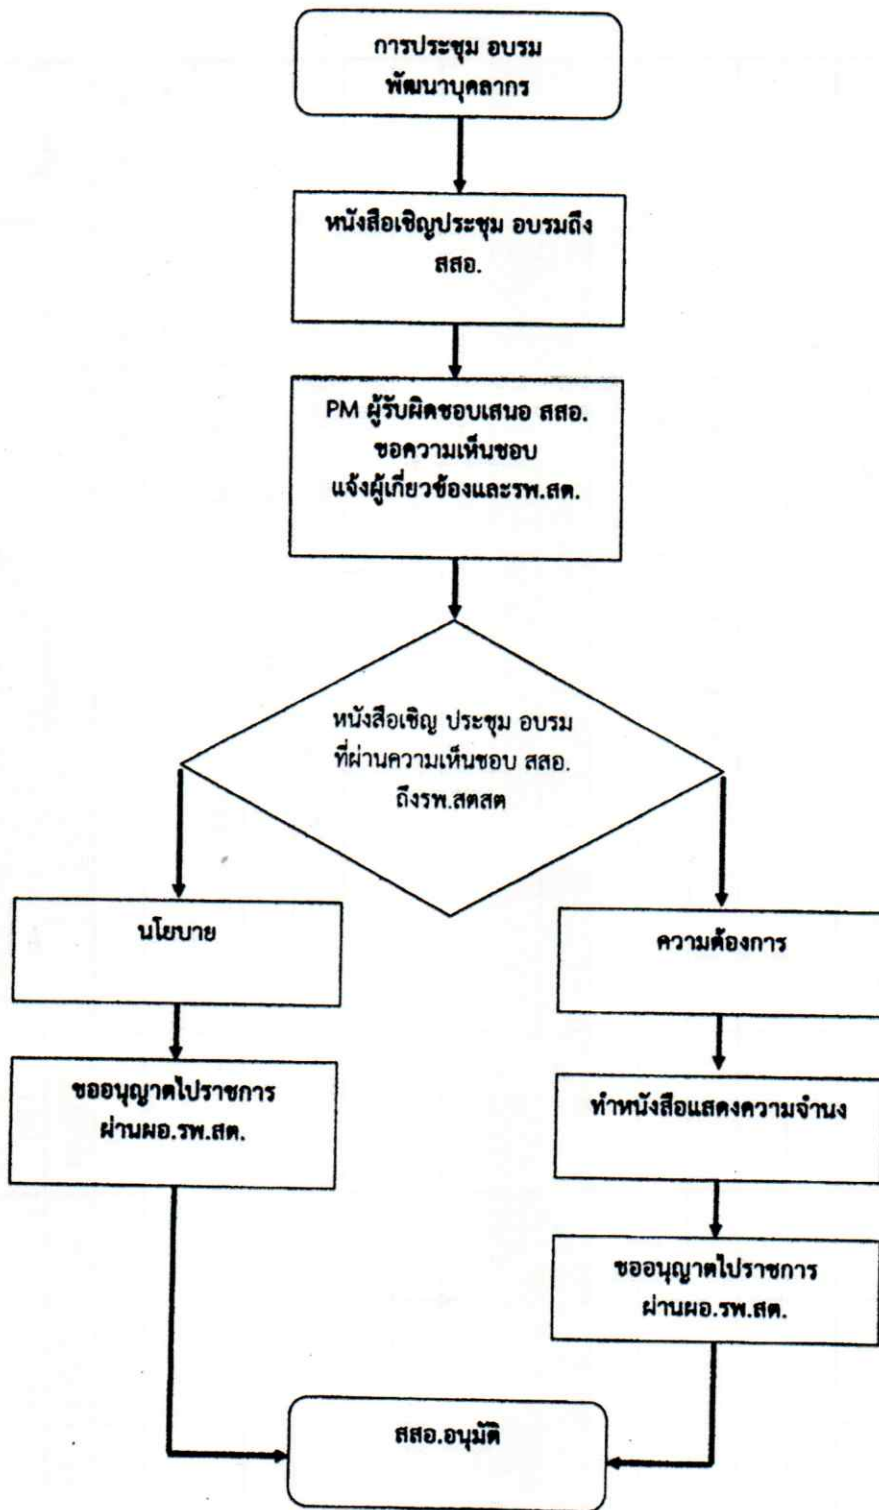 การประชุม อบรม
พัฒนาบุคลากร
หนังสือเชิญประชุม อบรมถึง
สสอ.
PM ผู้รับผิดชอบเสนอ สสอ.
ขอความเห็นชอบ
แจ้งผู้เกี่ยวข้องและรพ.สต.
หนังสือเชิญ ประชุม อบรม
ที่ผ่านความเห็นชอบ สสอ.
ถึงรพ.สตสต
นโยบาย
ความต้องการ
ขออนุญาตไปราชการ
ผ่านผอ.รพ.สต.
ทำหนังสือแสดงความจำนง
ขออนุญาตไปราชการ
ผ่านผอ.รพ.สต.
สสอ.อนุมัติ